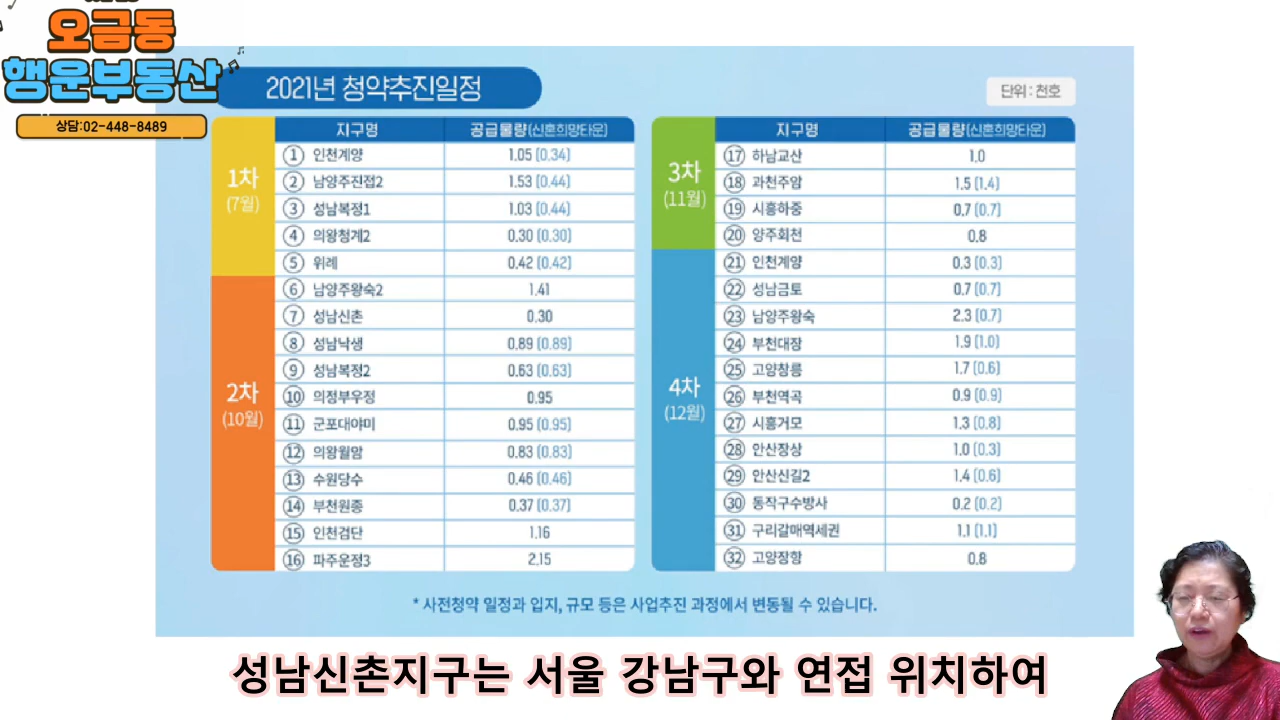 오금동
행운부동산
상담:02-448-8489
2021년 청약추진일정
단위 : 천호
지구명 공급물량(신혼희망타운)
1차
(7월)
① 인천계양 1.05 (0.34)
② 남양주진접2 1.53 (0.44)
③ 성남복정1 1.03 (0.44)
④ 의왕청계2 0.30 (0.30)
⑤ 위례 0.42 (0.42)
2차
(10월)
⑥ 남양주왕숙2 1.41
⑦ 성남신촌 0.30
⑧ 성남낙생 0.89 (0.89)
⑨ 성남복정2 0.63 (0.63)
⑩ 의정부우정 0.95
⑪ 군포대야미 0.95 (0.95)
⑫ 의왕월암 0.83 (0.83)
⑬ 수원당수 0.46 (0.46)
⑭ 부천원종 0.37 (0.37)
⑮ 인천검단 1.16
⑯ 파주운정3 2.15
지구명 공급물량(신혼희망타운)
3차
(11월)
⑰ 하남교산 1.0
⑱ 과천주암 1.5 (1.4)
⑲ 시흥하중 0.7 (0.7)
⑳ 양주회천 0.8
4차
(12월)
㉑ 인천계양 0.3 (0.3)
㉒ 성남금토 0.7 (0.7)
㉓ 남양주왕숙 2.3 (0.7)
㉔ 부천대장 1.9 (1.0)
㉕ 고양창릉 1.7 (0.6)
㉖ 부천역곡 0.9 (0.9)
㉗ 시흥거모 1.3 (0.8)
㉘ 안산장상 1.0 (0.3)
㉙ 안산신길2 1.4 (0.6)
㉚ 동작구수방사 0.2 (0.2)
㉛ 구리갈매역세권 1.1 (1.1)
㉜ 고양장항 0.8
* 사전청약 일정과 입지, 규모 등은 사업추진 과정에서 변동될 수 있습니다.
성남신촌지구는 서울 강남구와 연접 위치하여